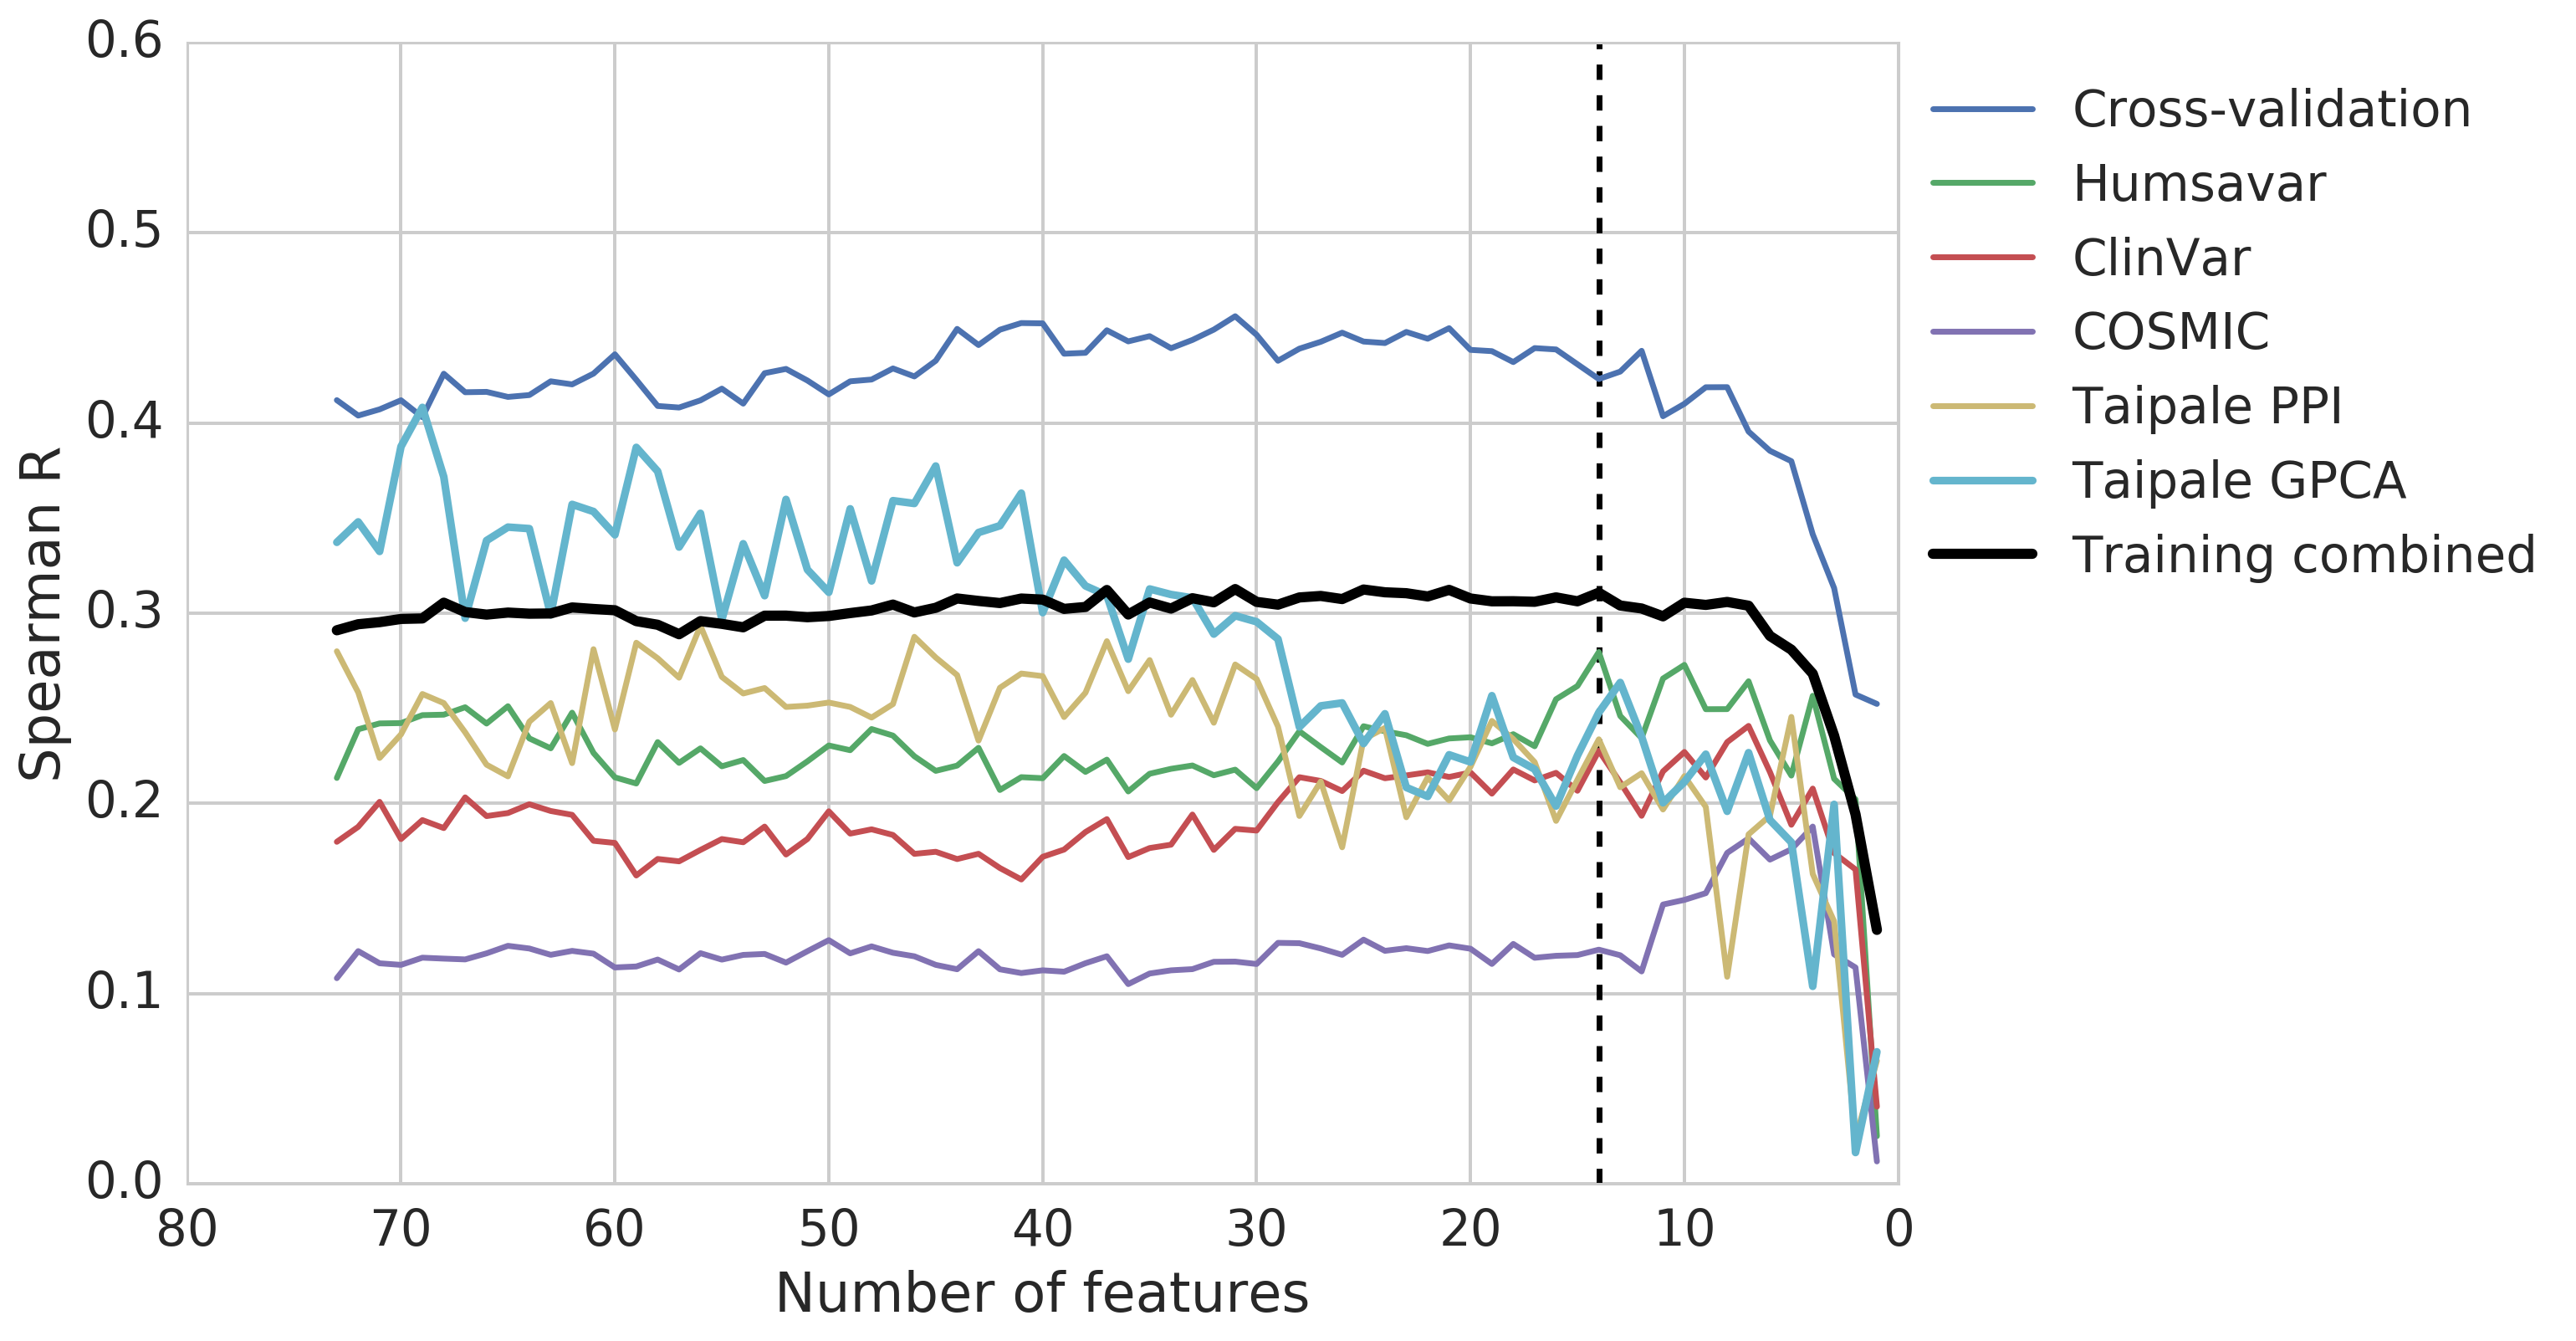 0.6
0.5
0.4
0.3
0.2
0.1
0.0
Spearman R
80 70 60 50 40 30 20 10 0
Number of features
Cross-validation
Humsavar
ClinVar
COSMIC
Taipale PPI
Taipale GPCA
Training combined